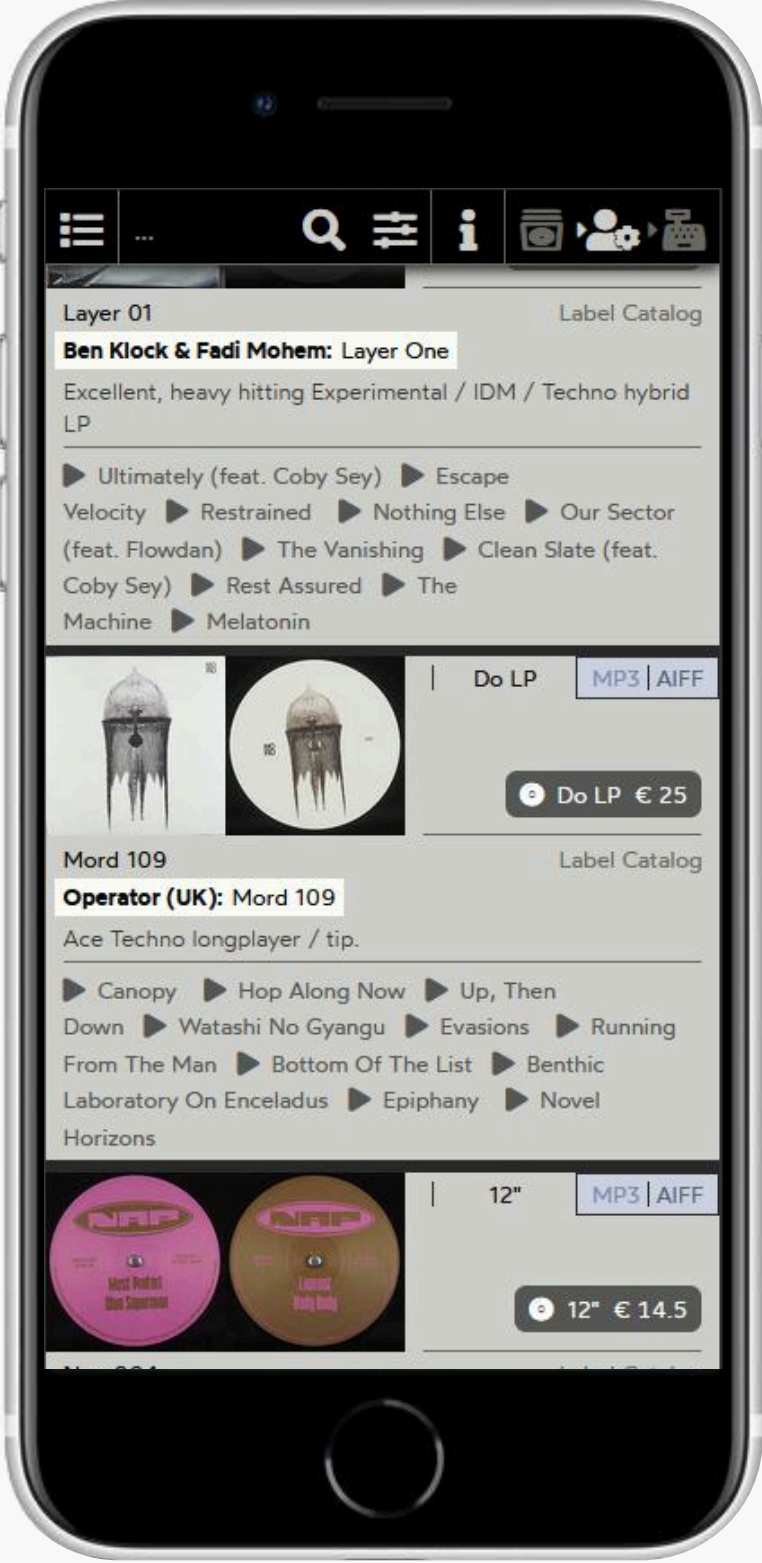 ...
Layer 01 Label Catalog
Ben Klock & Fadi Mohem: Layer One
Excellent, heavy hitting Experimental / IDM / Techno hybrid
LP
Ultimately (feat. Coby Sey) Escape
Velocity Restrained Nothing Else Our Sector
(feat. Flowdan) The Vanishing Clean Slate (feat.
Coby Sey) Rest Assured The
Machine Melatonin
| Do LP MP3 | AIFF
Do LP € 25
Mord 109 Label Catalog
Operator (UK): Mord 109
Ace Techno longplayer / tip.
Canopy Hop Along Now Up, Then
Down Watashi No Gyangu Evasions Running
From The Man Bottom Of The List Benthic
Laboratory On Enceladus Epiphany Novel
Horizons
| 12" MP3 | AIFF
12" € 14.5